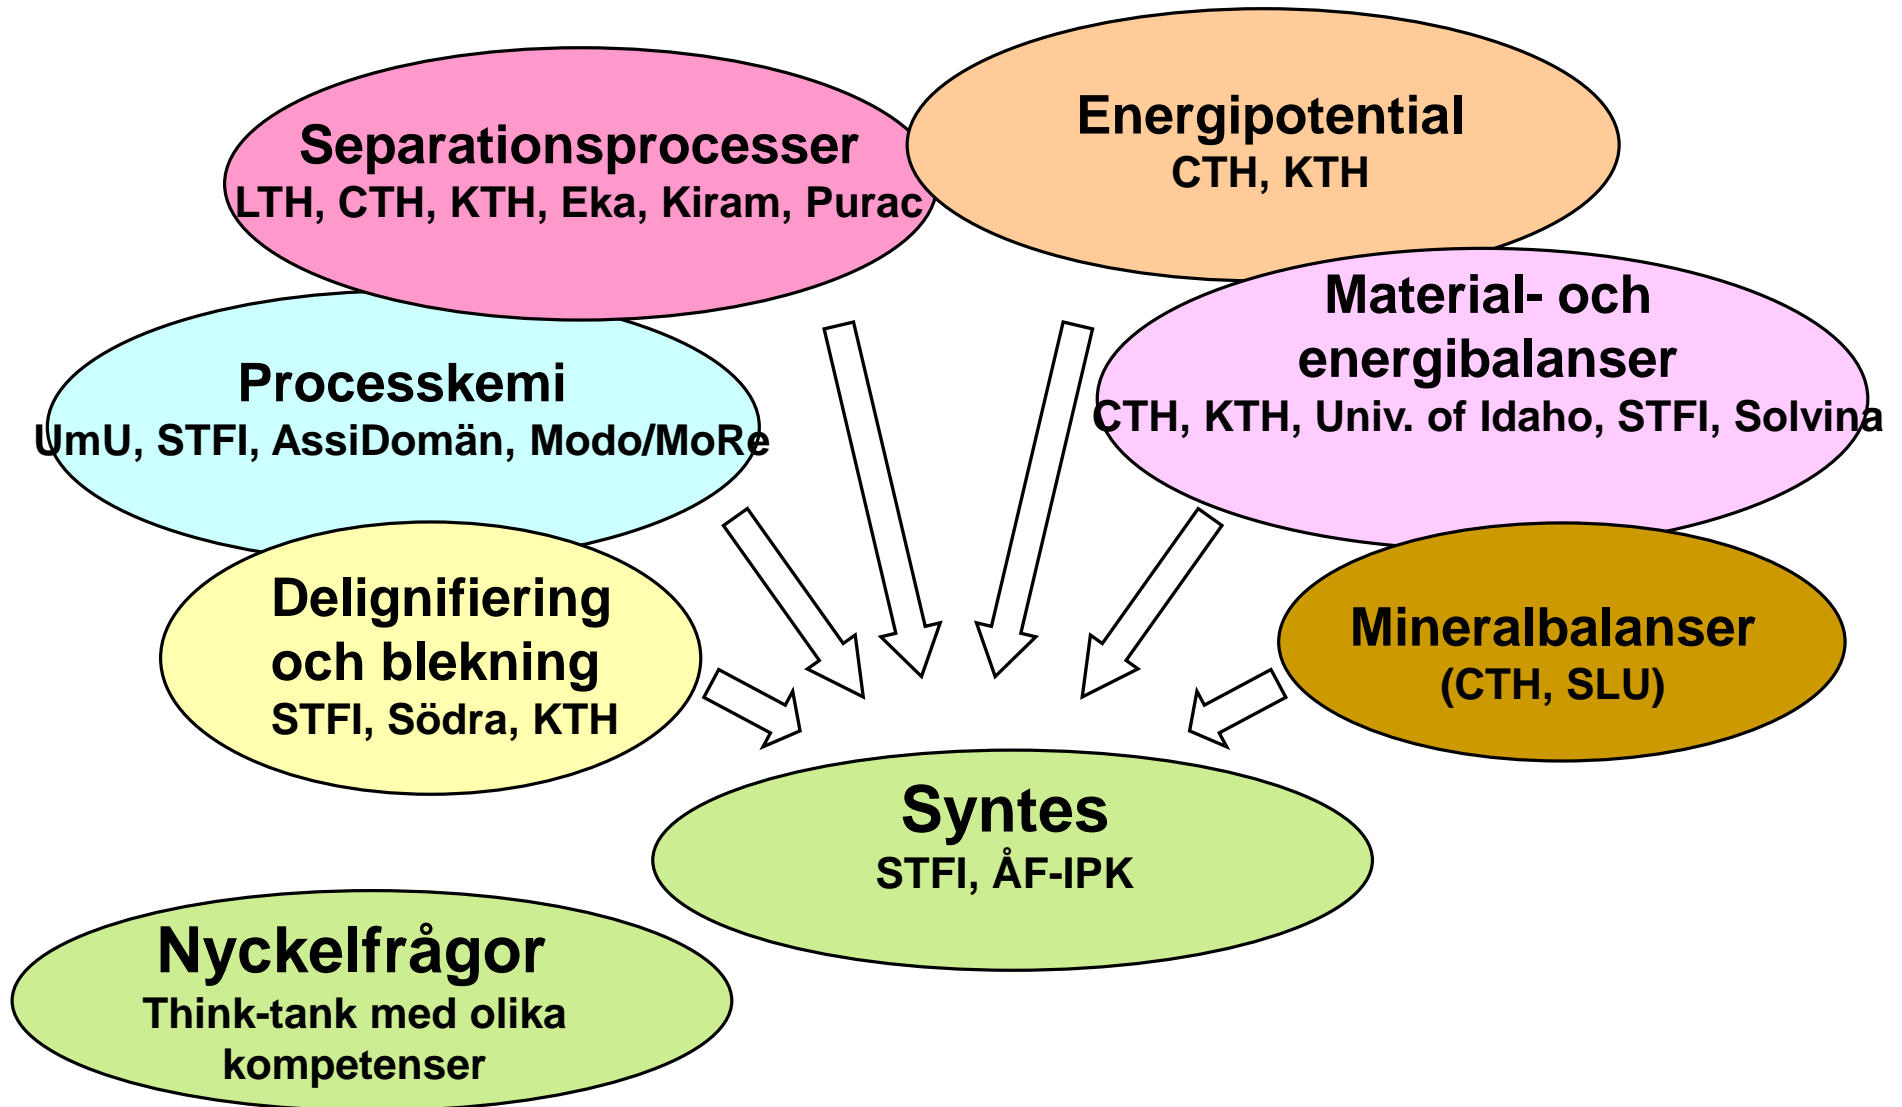 Separationsprocesser
LTH, CTH, KTH, Eka, Kiram, Purac
Energipotential
CTH, KTH
Processkemi
UmU, STFI, AssiDomän, Modo/MoRe
Material- och
energibalanser
CTH, KTH, Univ. of Idaho, STFI, Solvina
Delignifiering
och blekning
STFI, Södra, KTH
Mineralbalanser
(CTH, SLU)
Syntes
STFI, ÅF-IPK
Nyckelfrågor
Think-tank med olika
kompetenser